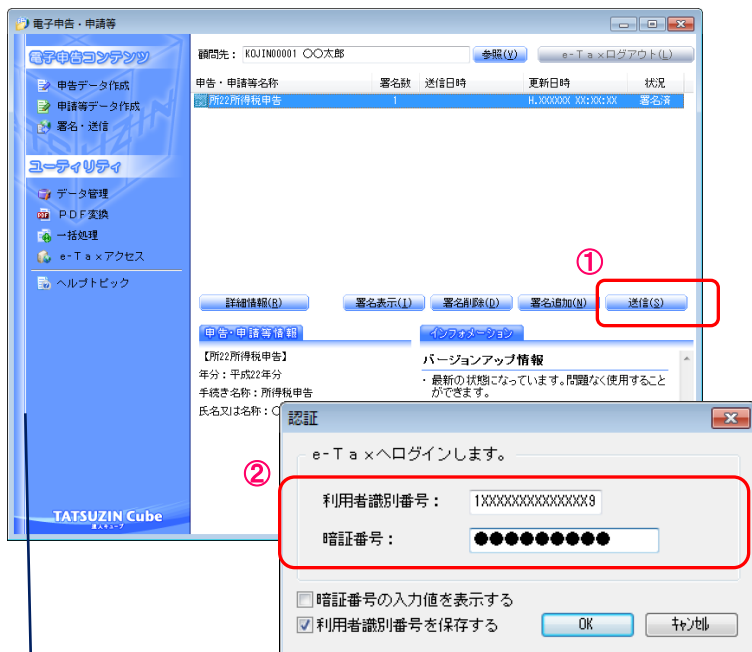 電子申告・申請等
電子申告コンテンツ
申告データ作成
申請等データ作成
署名・送信
ユーティリティ
データ管理
PDF変換
一括処理
e-Taxアクセス
ヘルプトピック
TATSUZIN Cube
達人キューブ
顧問先： KOJIN00001 〇〇太郎 参照(V) e-Taxログアウト(L)
申告・申請等名称 署名数 送信日時 更新日時 状況
所22所得税申告 1 H.XXXXXX XX:XX:XX 署名済
①
詳細情報(R) 署名表示(I) 署名削除(D) 署名追加(N) 送信(S)
申告・申請等情報
【所22所得税申告】
年分：平成22年分
手続き名称：所得税申告
氏名又は名称：〇
インフォメーション
バージョンアップ情報
・最新の状態になっています。問題なく使用すること
ができます。
②
認証
e-Taxへログインします。
利用者識別番号： 1XXXXXXXXXXXXXX9
暗証番号： ●●●●●●●●●
暗証番号の入力値を表示する
利用者識別番号を保存する OK キャンセル